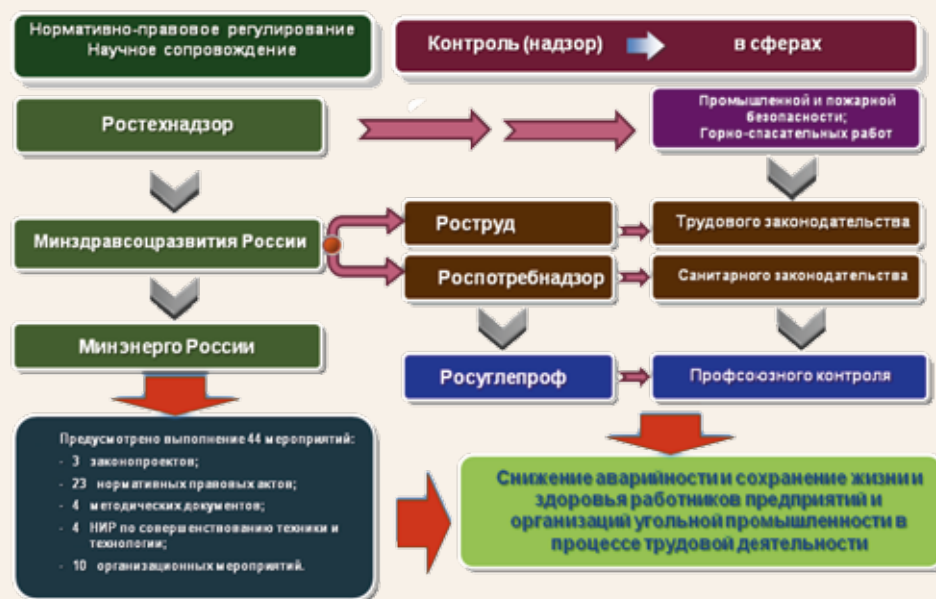 Нормативно-правовое регулирование
Научное сопровождение
Контроль (надзор)
в сферах
Ростехнадзор
Промышленной и пожарной
безопасности;
Горно-спасательных работ
Минздравсоцразвития России
Роструд
Трудового законодательства
Роспотребнадзор
Санитарного законодательства
Минэнерго России
Росуглепроф
Профсоюзного контроля
Предусмотрено выполнение 44 мероприятий:
- 3 законопроектов;
- 23 нормативных правовых актов;
- 4 методических документов;
- 4 НИР по совершенствованию техники и
технологии;
- 10 организационных мероприятий.
Снижение аварийности и сохранение жизни и
здоровья работников предприятий и
организаций угольной промышленности в
процессе трудовой деятельности